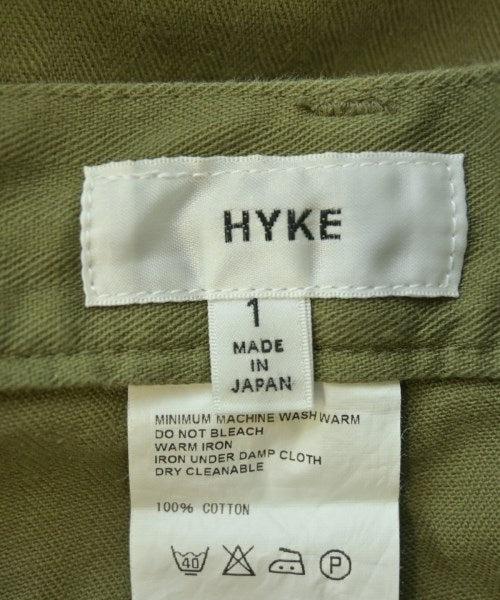 HYKE
1
MADE
IN
JAPAN
MINIMUM MACHINE WASH WARM
DO NOT BLEACH
WARM IRON
IRON UNDER DAMP CLOTH
DRY CLEANABLE
100% COTTON
40 P